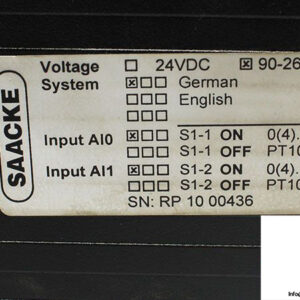 SAACKE
Voltage ☐ 24VDC ☒ 90-26
System ☒☐☐ German
☐☐☐ English
☐☐☐
Input AI0 ☒☐☐ S1-1 ON 0(4).
☐☐☐ S1-1 OFF PT10
Input AI1 ☒☐☐ S1-2 ON 0(4).
☐☐☐ S1-2 OFF PT10
SN: RP 10 00436